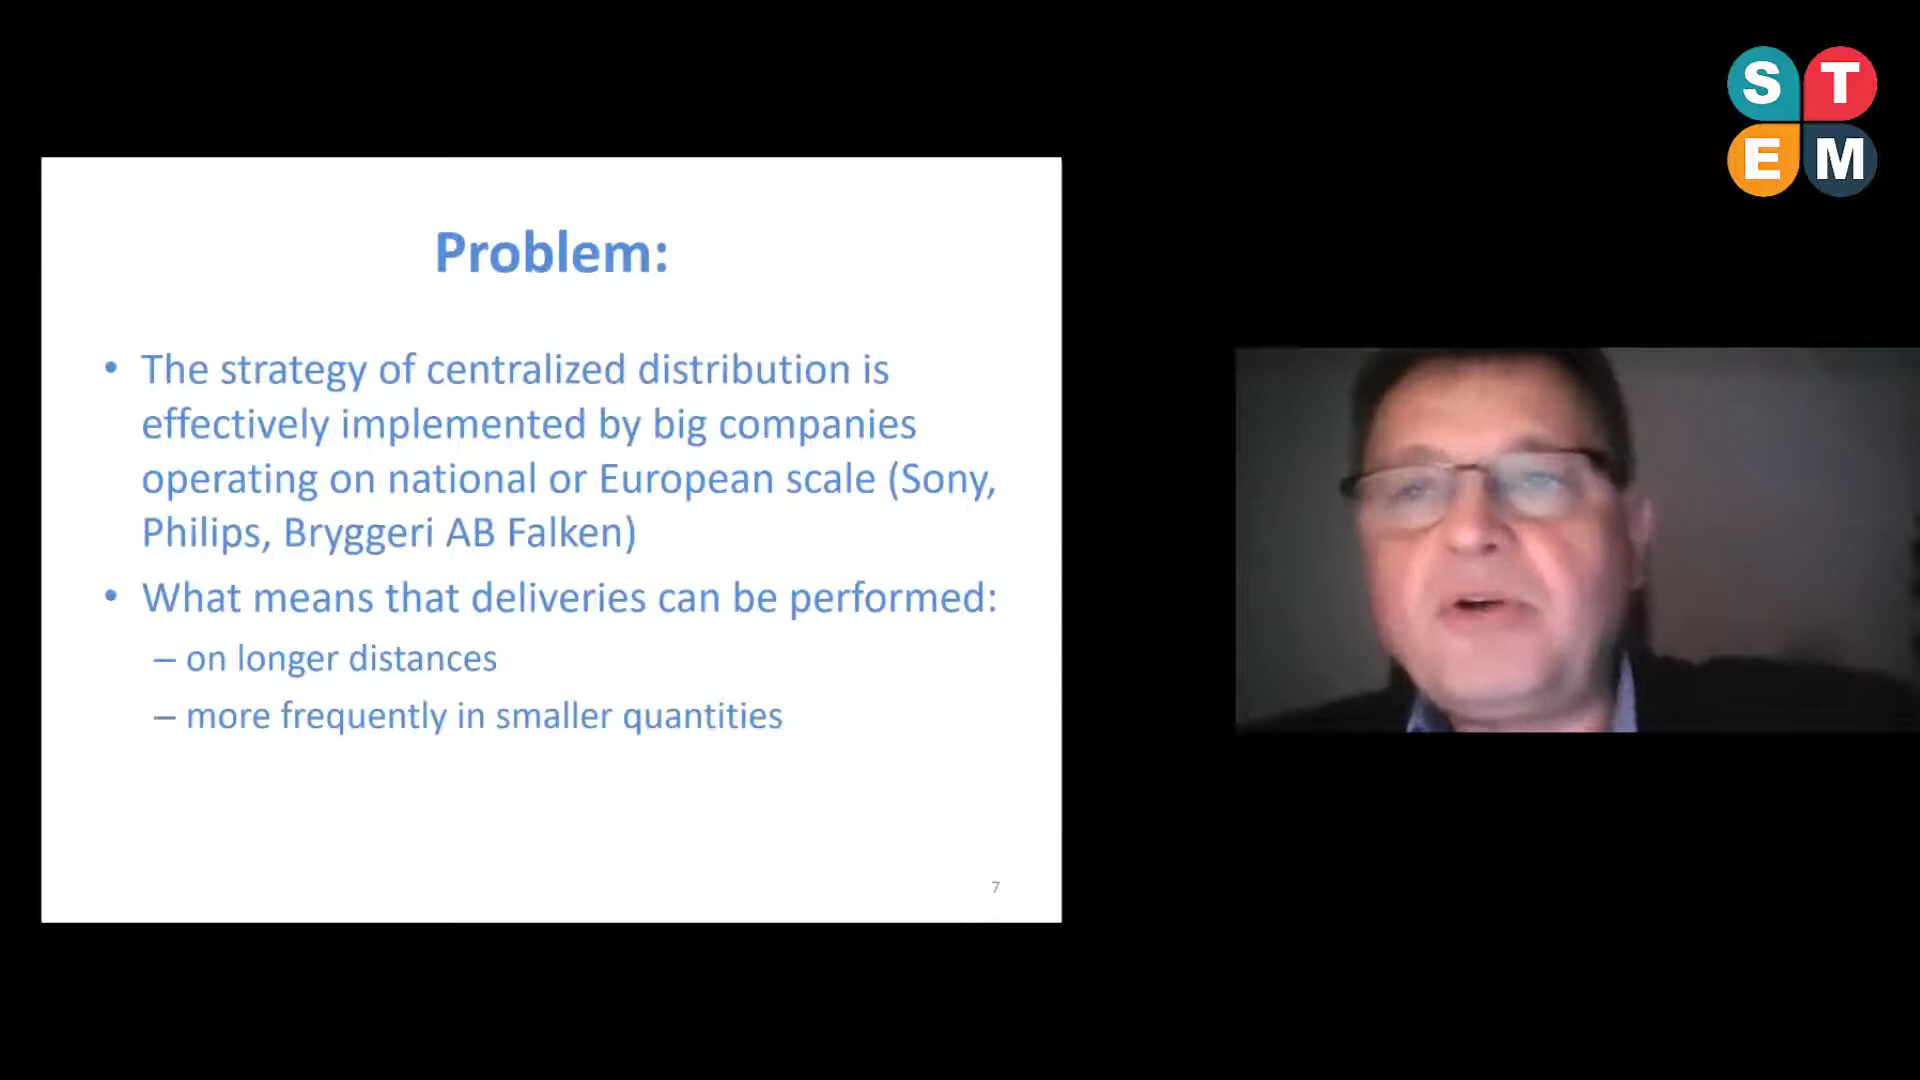 S T
E M
Problem:
• The strategy of centralized distribution is
effectively implemented by big companies
operating on national or European scale (Sony,
Philips, Bryggeri AB Falken)
• What means that deliveries can be performed:
– on longer distances
– more frequently in smaller quantities
7